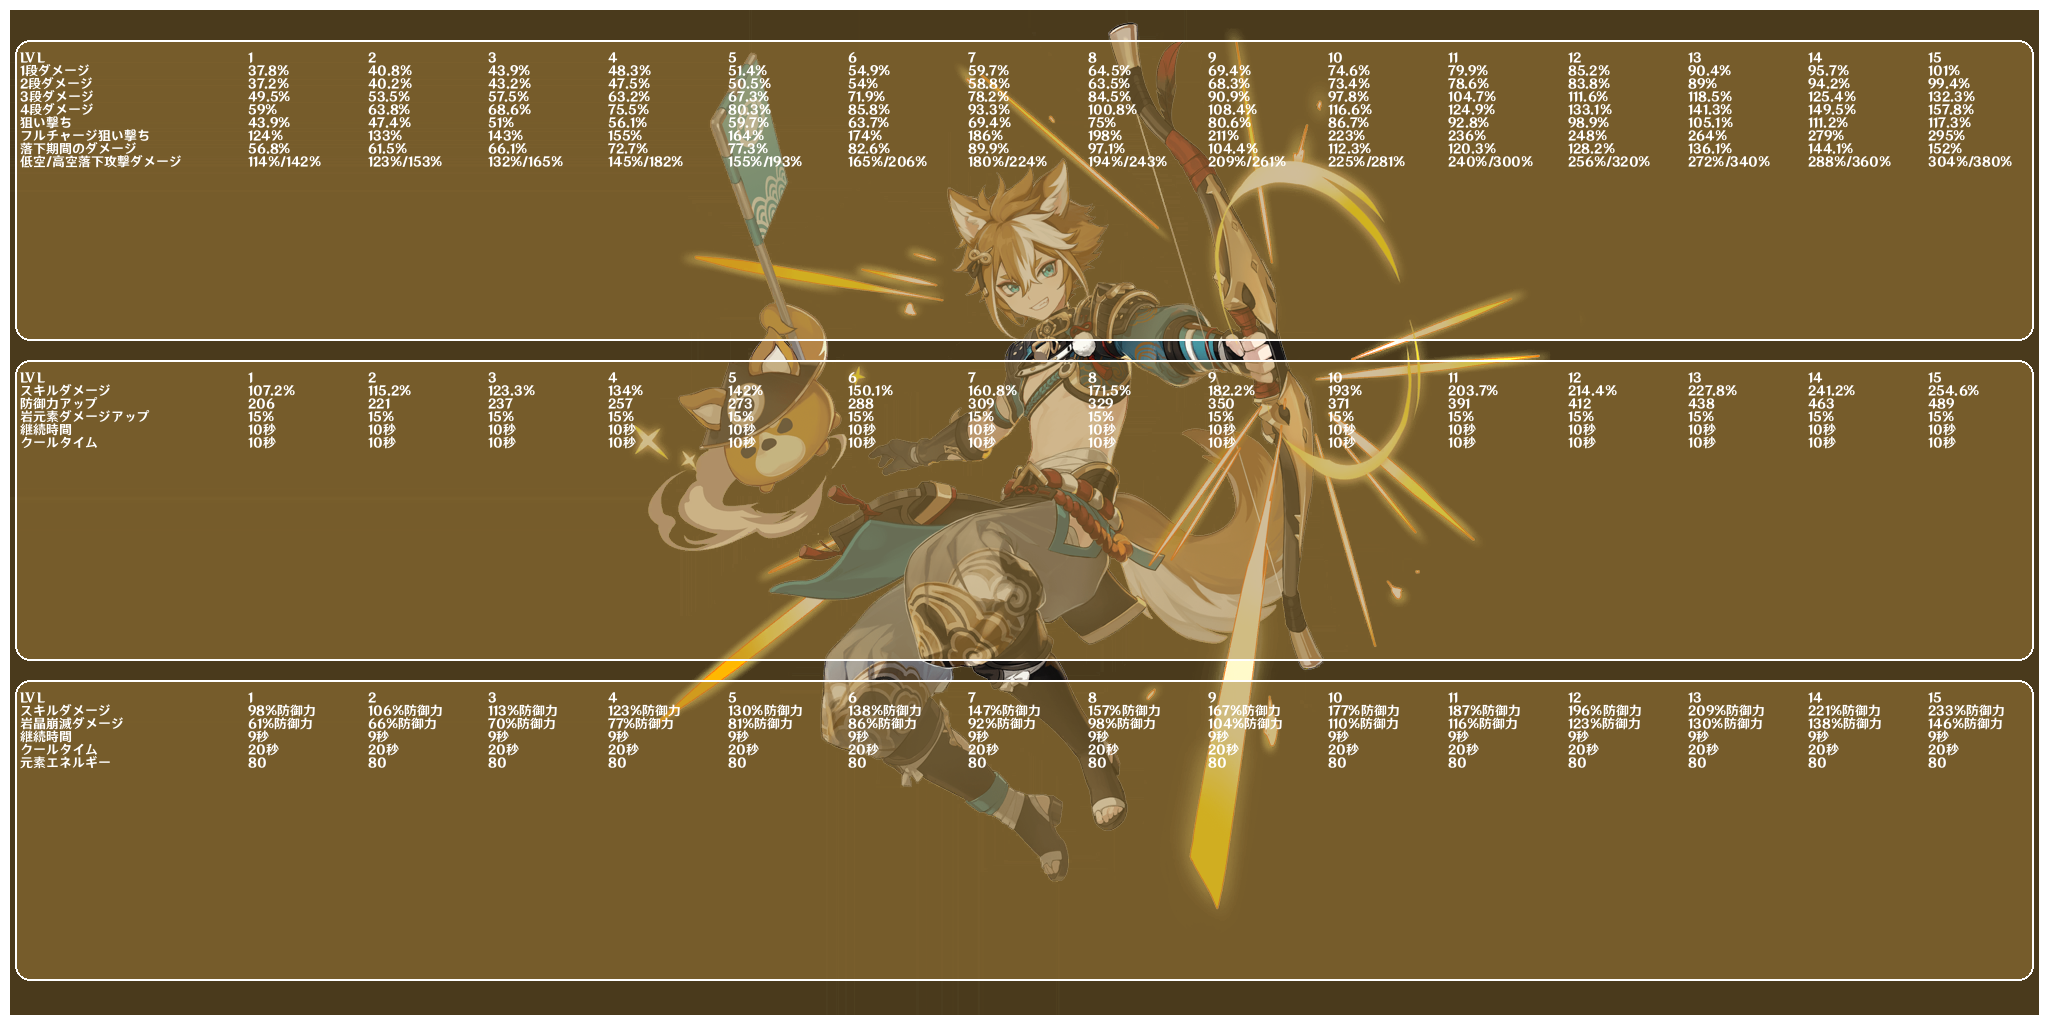 LVL 1 2 3 4 5 6 7 8 9 10 11 12 13 14 15
1段ダメージ 37.8% 40.8% 43.9% 48.3% 51.4% 54.9% 59.7% 64.5% 69.4% 74.6% 79.9% 85.2% 90.4% 95.7% 101%
2段ダメージ 37.2% 40.2% 43.2% 47.5% 50.5% 54% 58.8% 63.5% 68.3% 73.4% 78.6% 83.8% 89% 94.2% 99.4%
3段ダメージ 49.5% 53.5% 57.5% 63.2% 67.3% 71.9% 78.2% 84.5% 90.9% 97.8% 104.7% 111.6% 118.5% 125.4% 132.3%
4段ダメージ 59% 63.8% 68.6% 75.5% 80.3% 85.8% 93.3% 100.8% 108.4% 116.6% 124.9% 133.1% 141.3% 149.5% 157.8%
狙い撃ち 43.9% 47.4% 51% 56.1% 59.7% 63.7% 69.4% 75% 80.6% 86.7% 92.8% 98.9% 105.1% 111.2% 117.3%
フルチャージ狙い撃ち 124% 133% 143% 155% 164% 174% 186% 198% 211% 223% 236% 248% 264% 279% 295%
落下期間のダメージ 56.8% 61.5% 66.1% 72.7% 77.3% 82.6% 89.9% 97.1% 104.4% 112.3% 120.3% 128.2% 136.1% 144.1% 152%
低空/高空落下攻撃ダメージ 114%/142% 123%/153% 132%/165% 145%/182% 155%/193% 165%/206% 180%/224% 194%/243% 209%/261% 225%/281% 240%/300% 256%/320% 272%/340% 288%/360% 304%/380%
LVL 1 2 3 4 5 6 7 8 9 10 11 12 13 14 15
スキルダメージ 107.2% 115.2% 123.3% 134% 142% 150.1% 160.8% 171.5% 182.2% 193% 203.7% 214.4% 227.8% 241.2% 254.6%
防御力アップ 206 221 237 257 273 288 309 329 350 371 391 412 438 463 489
岩元素ダメージアップ 15% 15% 15% 15% 15% 15% 15% 15% 15% 15% 15% 15% 15% 15% 15%
継続時間 10秒 10秒 10秒 10秒 10秒 10秒 10秒 10秒 10秒 10秒 10秒 10秒 10秒 10秒 10秒
クールタイム 10秒 10秒 10秒 10秒 10秒 10秒 10秒 10秒 10秒 10秒 10秒 10秒 10秒 10秒 10秒
LVL 1 2 3 4 5 6 7 8 9 10 11 12 13 14 15
スキルダメージ 98%防御力 106%防御力 113%防御力 123%防御力 130%防御力 138%防御力 147%防御力 157%防御力 167%防御力 177%防御力 187%防御力 196%防御力 209%防御力 221%防御力 233%防御力
岩晶崩滅ダメージ 61%防御力 66%防御力 70%防御力 77%防御力 81%防御力 86%防御力 92%防御力 98%防御力 104%防御力 110%防御力 116%防御力 123%防御力 130%防御力 138%防御力 146%防御力
継続時間 9秒 9秒 9秒 9秒 9秒 9秒 9秒 9秒 9秒 9秒 9秒 9秒 9秒 9秒 9秒
クールタイム 20秒 20秒 20秒 20秒 20秒 20秒 20秒 20秒 20秒 20秒 20秒 20秒 20秒 20秒 20秒
元素エネルギー 80 80 80 80 80 80 80 80 80 80 80 80 80 80 80